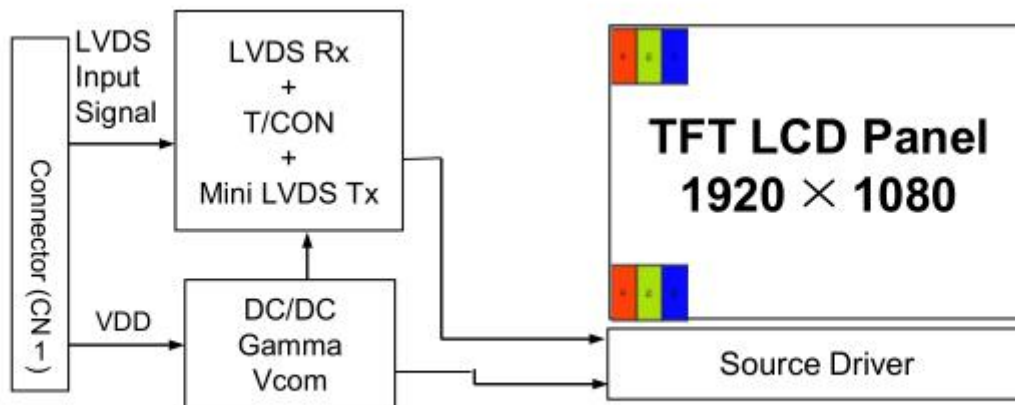 LVDS
Input
Signal
Connector (CN 1)
VDD
LVDS Rx
+
T/CON
+
Mini LVDS Tx
DC/DC
Gamma
Vcom
TFT LCD Panel
1920 × 1080
Source Driver